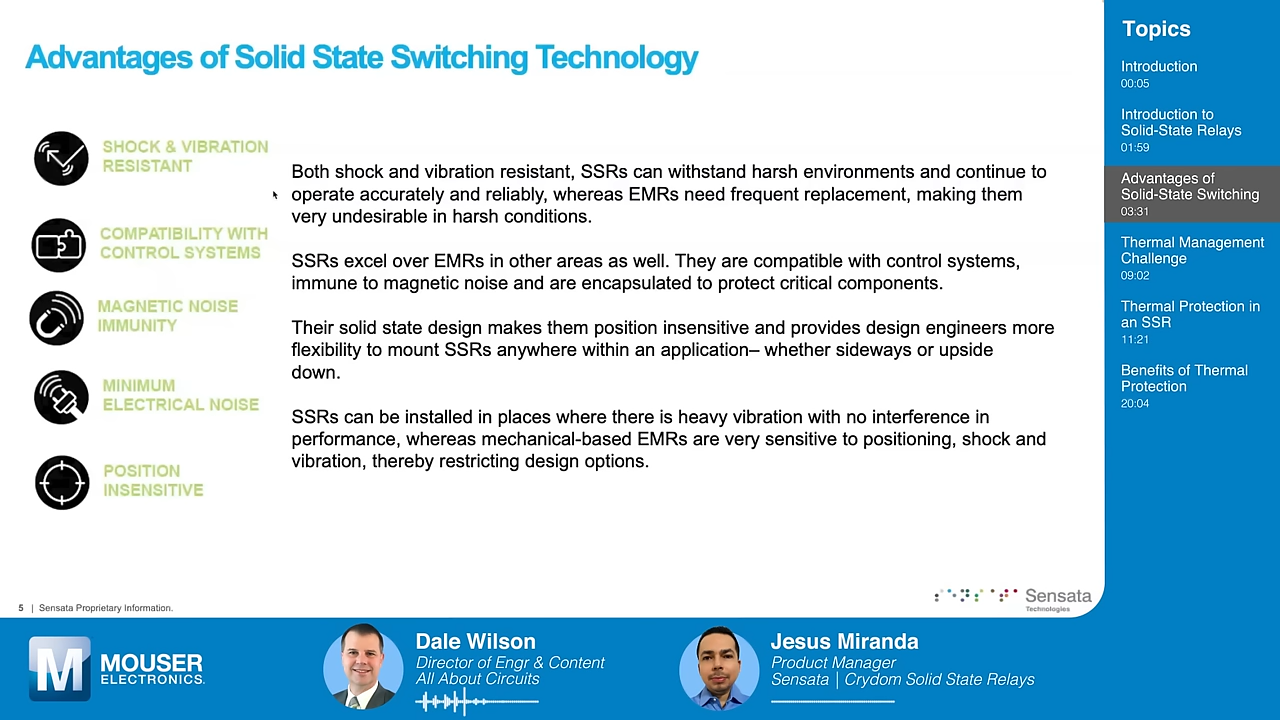 Advantages of Solid State Switching Technology
SHOCK & VIBRATION
RESISTANT
COMPATIBILITY WITH
CONTROL SYSTEMS
MAGNETIC NOISE
IMMUNITY
MINIMUM
ELECTRICAL NOISE
POSITION
INSENSITIVE
Both shock and vibration resistant, SSRs can withstand harsh environments and continue to
operate accurately and reliably, whereas EMRs need frequent replacement, making them
very undesirable in harsh conditions.
SSRs excel over EMRs in other areas as well. They are compatible with control systems,
immune to magnetic noise and are encapsulated to protect critical components.
Their solid state design makes them position insensitive and provides design engineers more
flexibility to mount SSRs anywhere within an application– whether sideways or upside
down.
SSRs can be installed in places where there is heavy vibration with no interference in
performance, whereas mechanical-based EMRs are very sensitive to positioning, shock and
vibration, thereby restricting design options.
5 | Sensata Proprietary Information.
Sensata
Technologies
Topics
Introduction
00:05
Introduction to
Solid-State Relays
01:59
Advantages of
Solid-State Switching
03:31
Thermal Management
Challenge
09:02
Thermal Protection in
an SSR
11:21
Benefits of Thermal
Protection
20:04
M
MOUSER
ELECTRONICS.
Dale Wilson
Director of Engr & Content
All About Circuits
Jesus Miranda
Product Manager
Sensata | Crydom Solid State Relays